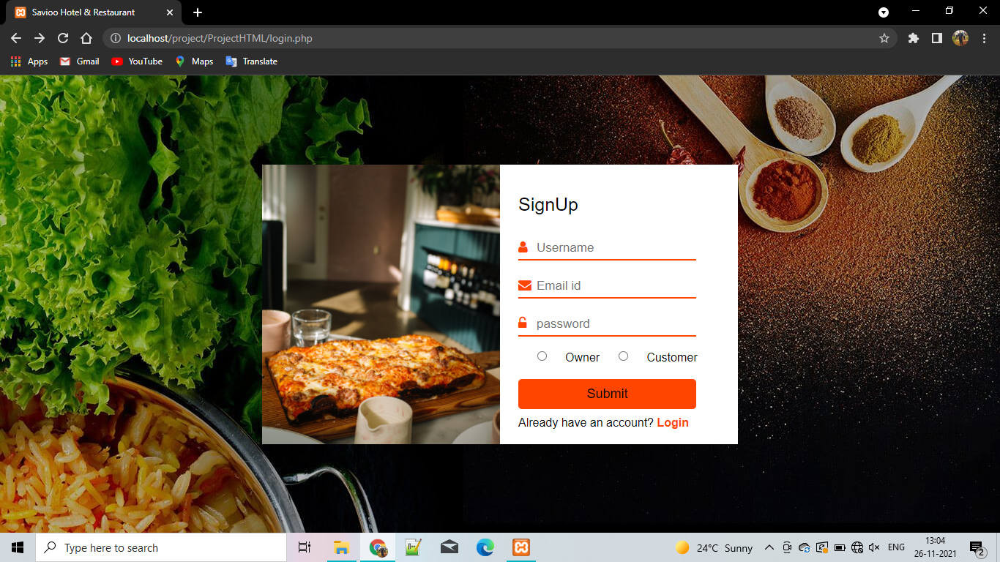 Savioo Hotel & Restaurant
localhost/project/ProjectHTML/login.php
Apps Gmail YouTube Maps Translate
SignUp
Username
Email id
password
Owner Customer
Submit
Already have an account? Login
Type here to search
24°C Sunny
ENG
13:04
26-11-2021
2